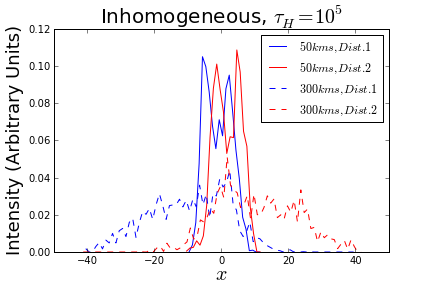 Inhomogeneous, τ_H=10^5
Intensity (Arbitrary Units)
0.12
0.10
0.08
0.06
0.04
0.02
0.00
50kms, Dist.1
50kms, Dist.2
300kms, Dist.1
300kms, Dist.2
−40 −20 0 20 40
x